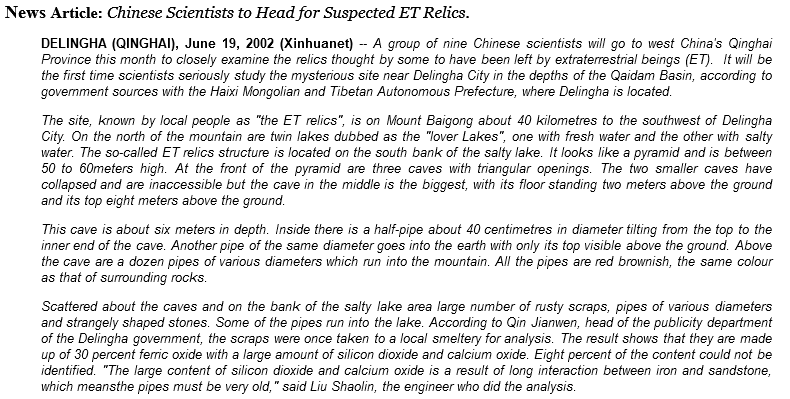 News Article: Chinese Scientists to Head for Suspected ET Relics.
DELINGHA (QINGHAI), June 19, 2002 (Xinhuanet) -- A group of nine Chinese scientists will go to west China's Qinghai
Province this month to closely examine the relics thought by some to have been left by extraterrestrial beings (ET). It will be
the first time scientists seriously study the mysterious site near Delingha City in the depths of the Qaidam Basin, according to
government sources with the Haixi Mongolian and Tibetan Autonomous Prefecture, where Delingha is located.
The site, known by local people as "the ET relics", is on Mount Baigong about 40 kilometres to the southwest of Delingha
City. On the north of the mountain are twin lakes dubbed as the "lover Lakes", one with fresh water and the other with salty
water. The so-called ET relics structure is located on the south bank of the salty lake. It looks like a pyramid and is between
50 to 60meters high. At the front of the pyramid are three caves with triangular openings. The two smaller caves have
collapsed and are inaccessible but the cave in the middle is the biggest, with its floor standing two meters above the ground
and its top eight meters above the ground.
This cave is about six meters in depth. Inside there is a half-pipe about 40 centimetres in diameter tilting from the top to the
inner end of the cave. Another pipe of the same diameter goes into the earth with only its top visible above the ground. Above
the cave are a dozen pipes of various diameters which run into the mountain. All the pipes are red brownish, the same colour
as that of surrounding rocks.
Scattered about the caves and on the bank of the salty lake area large number of rusty scraps, pipes of various diameters
and strangely shaped stones. Some of the pipes run into the lake. According to Qin Jianwen, head of the publicity department
of the Delingha government, the scraps were once taken to a local smeltery for analysis. The result shows that they are made
up of 30 percent ferric oxide with a large amount of silicon dioxide and calcium oxide. Eight percent of the content could not be
identified. "The large content of silicon dioxide and calcium oxide is a result of long interaction between iron and sandstone,
which meansthe pipes must be very old," said Liu Shaolin, the engineer who did the analysis.